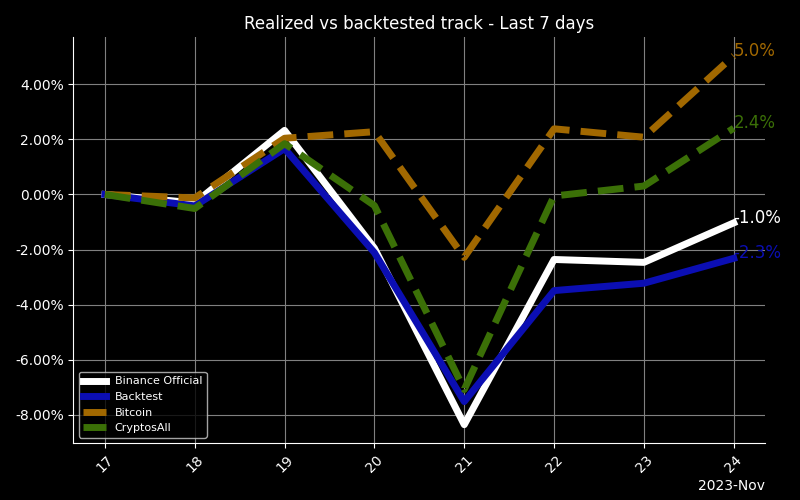 Realized vs backtested track - Last 7 days
5.0%
4.00%
2.4%
2.00%
0.00%
-1.0%
-2.00%
-2.3%
-4.00%
-6.00%
-8.00%
Binance Official
Backtest
Bitcoin
CryptosAll
17 18 19 20 21 22 23 24
2023-Nov